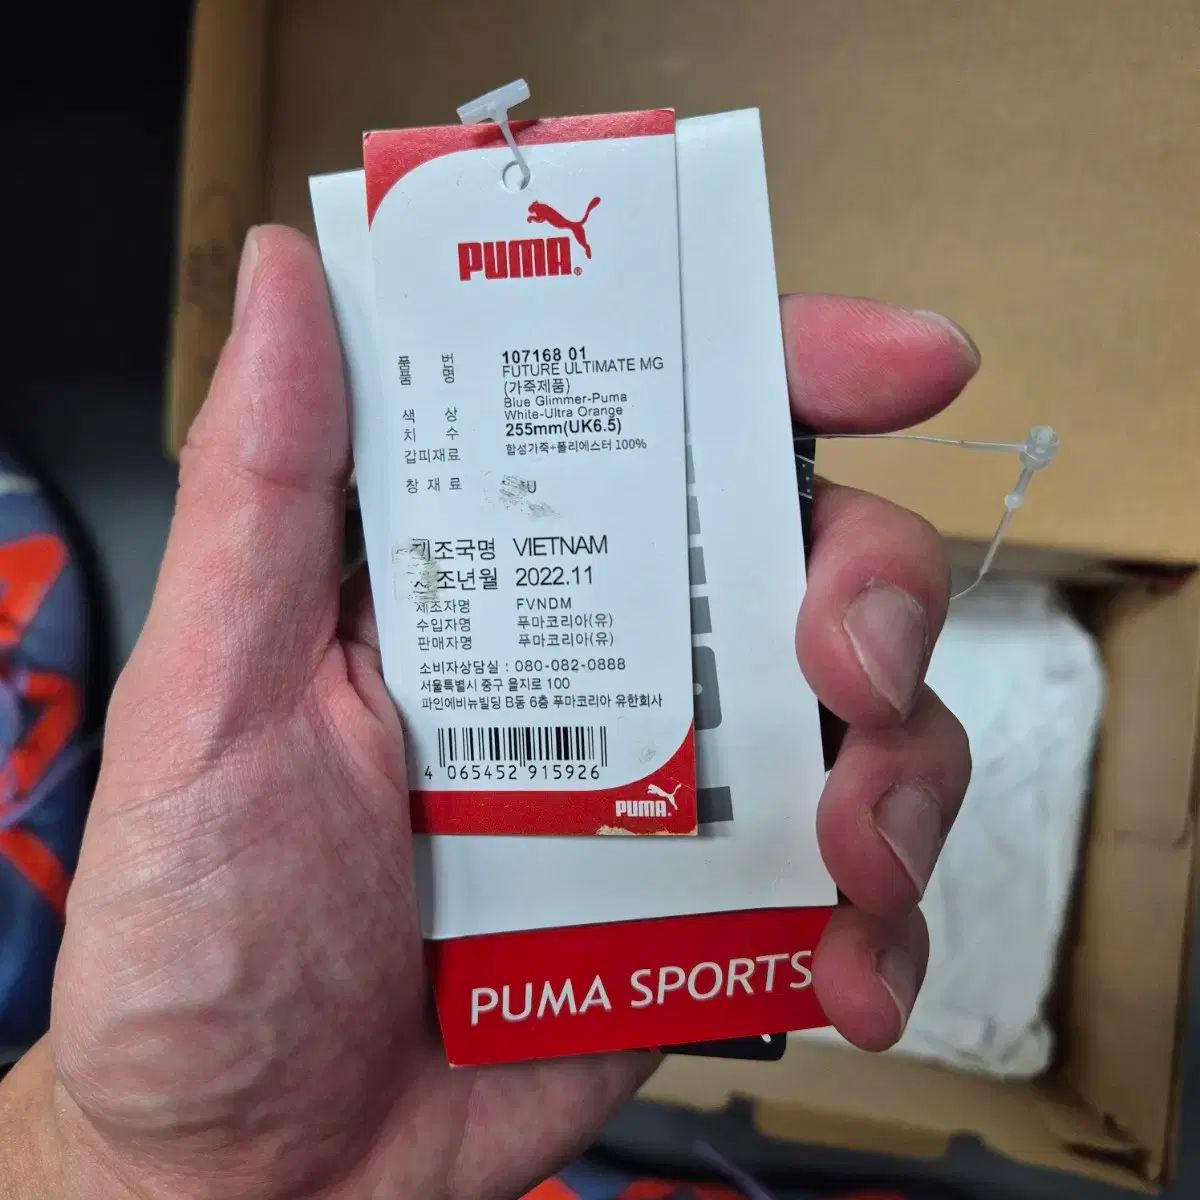 PUMA
품 번 107168 01
품 명 FUTURE ULTIMATE MG
(가죽제품)
색 상 Blue Glimmer-Puma
White-Ultra Orange
치 수 255mm(UK6.5)
갑피재료 합성가죽+폴리에스터 100%
창 재 료
제조국명 VIETNAM
제조년월 2022.11
제조자명 FVNDM
수입자명 푸마코리아(유)
판매자명 푸마코리아(유)
소비자상담실 : 080-082-0888
서울특별시 중구 을지로 100
파인에비뉴빌딩 B동 6층 푸마코리아 유한회사
4 065452 915926
PUMA
PUMA SPORTS